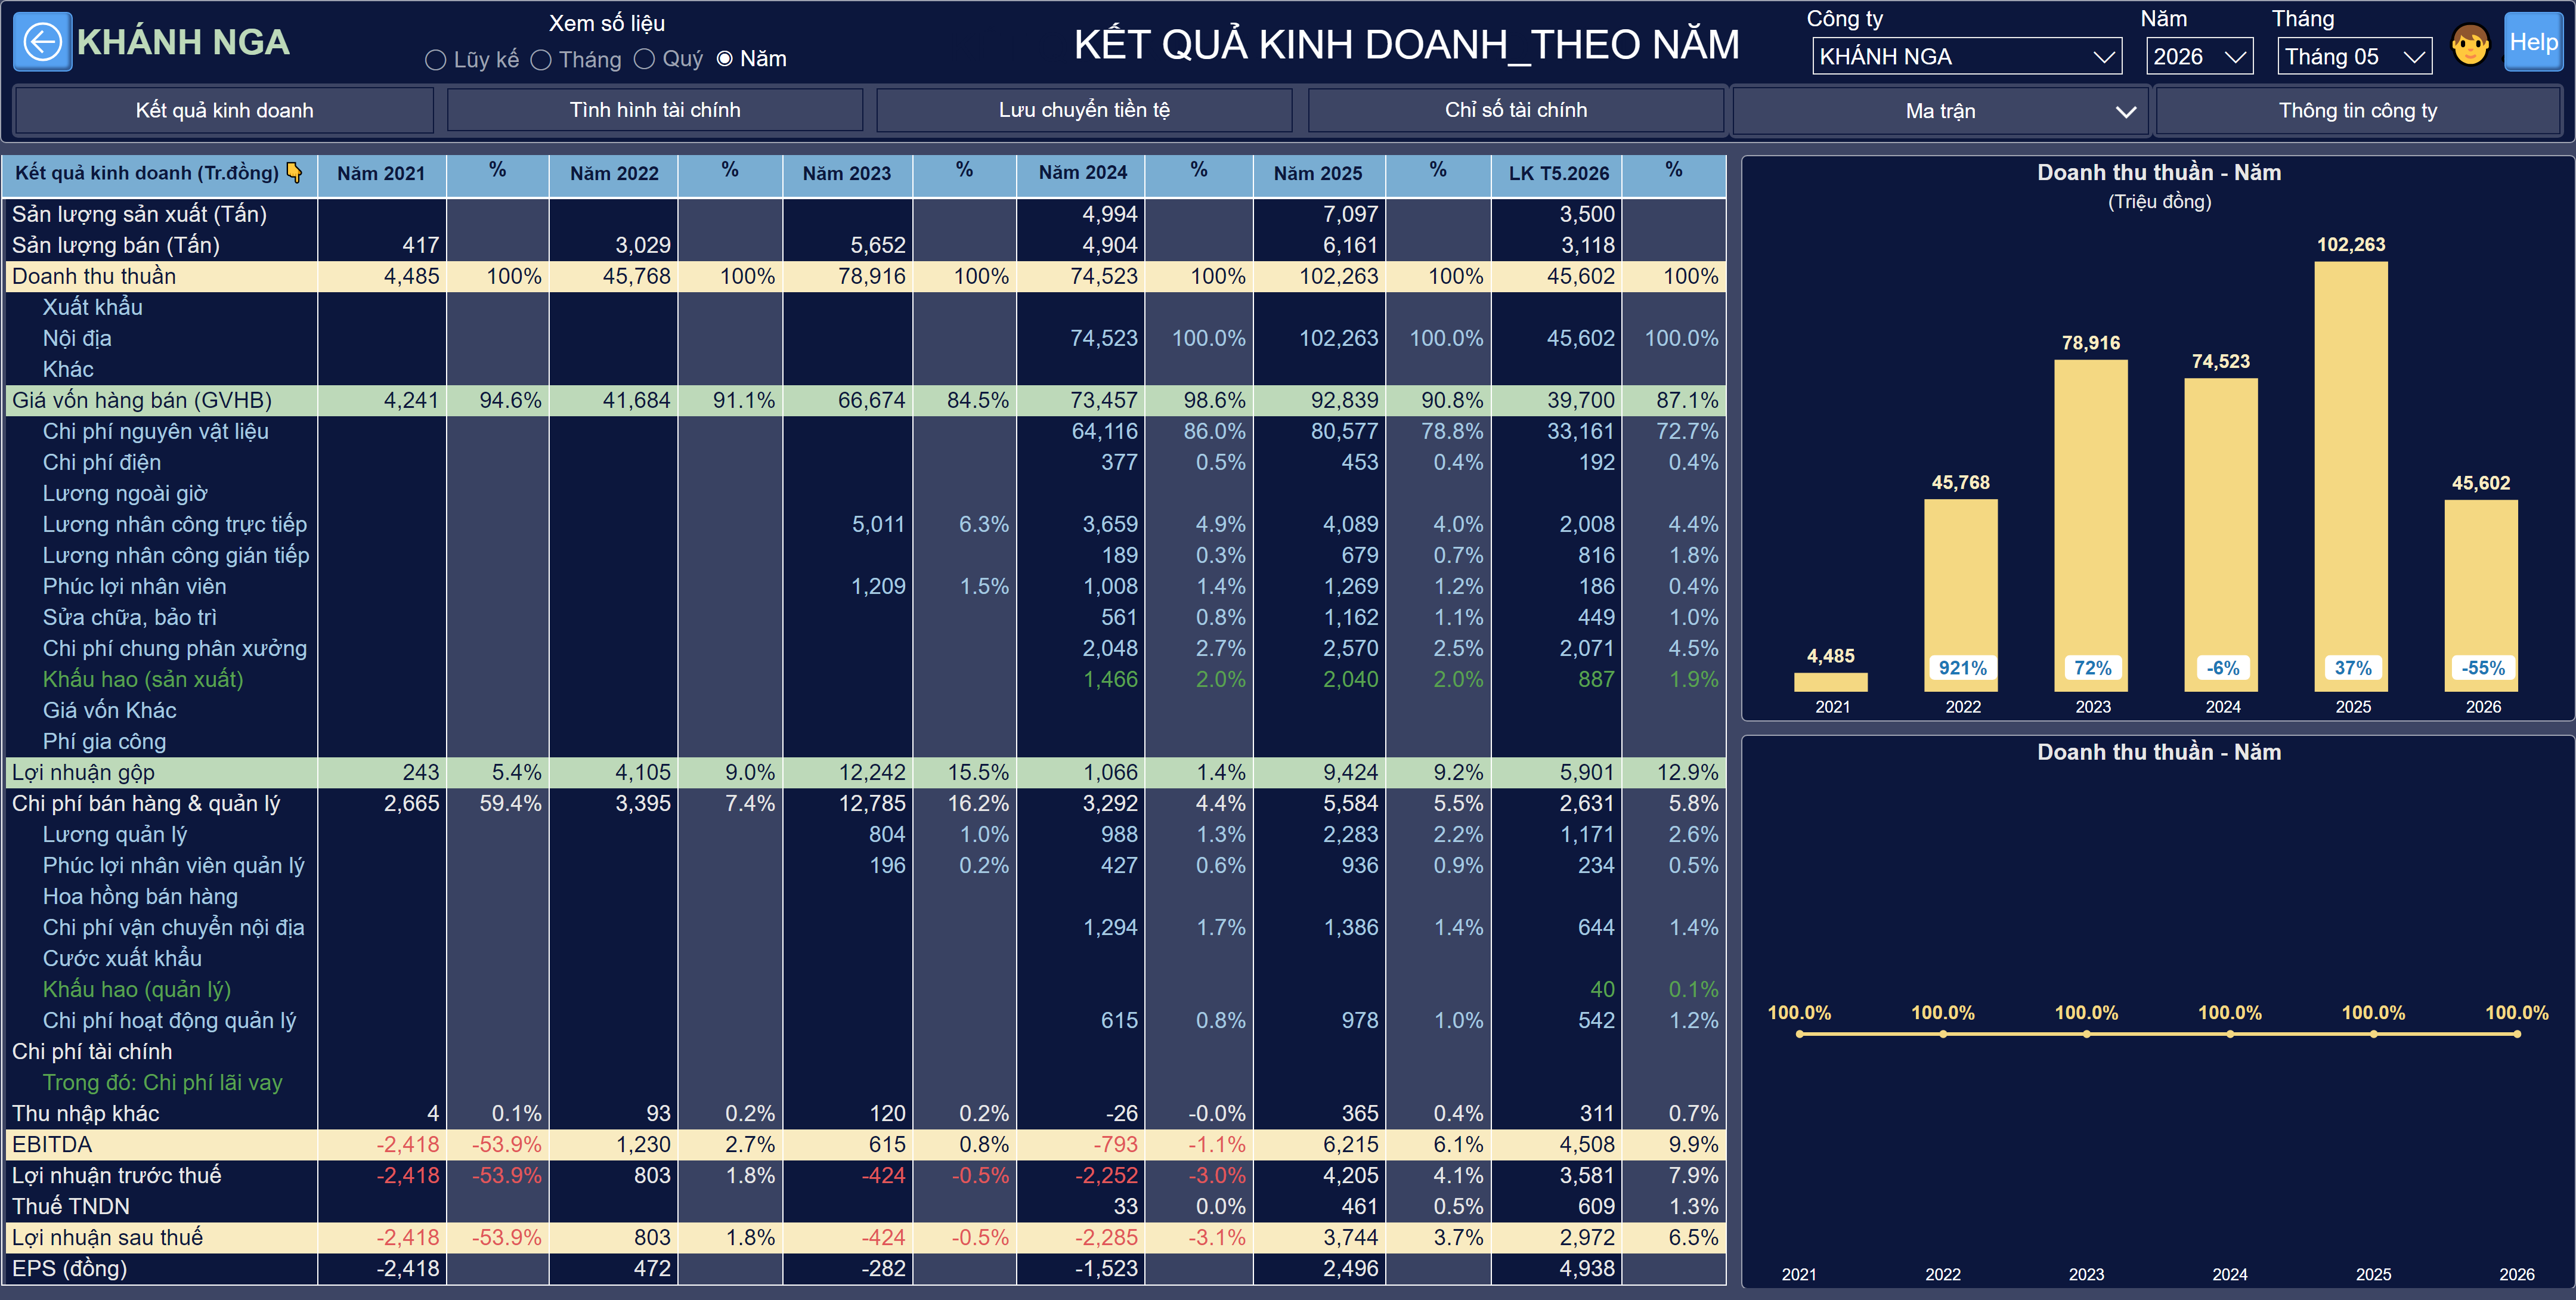 KHÁNH NGA
Xem số liệu
Lũy kế Tháng Quý Năm
KẾT QUẢ KINH DOANH_THEO NĂM
Công ty Năm Tháng
KHÁNH NGA 2026 Tháng 05
Help
Kết quả kinh doanh Tình hình tài chính Lưu chuyển tiền tệ Chỉ số tài chính Ma trận Thông tin công ty
Kết quả kinh doanh (Tr.đồng) Năm 2021 % Năm 2022 % Năm 2023 % Năm 2024 % Năm 2025 % LK T5.2026 %
Sản lượng sản xuất (Tấn) 4,994 7,097 3,500
Sản lượng bán (Tấn) 417 3,029 5,652 4,904 6,161 3,118
Doanh thu thuần 4,485 100% 45,768 100% 78,916 100% 74,523 100% 102,263 100% 45,602 100%
Xuất khẩu
Nội địa 74,523 100.0% 102,263 100.0% 45,602 100.0%
Khác
Giá vốn hàng bán (GVHB) 4,241 94.6% 41,684 91.1% 66,674 84.5% 73,457 98.6% 92,839 90.8% 39,700 87.1%
Chi phí nguyên vật liệu 64,116 86.0% 80,577 78.8% 33,161 72.7%
Chi phí điện 377 0.5% 453 0.4% 192 0.4%
Lương ngoài giờ
Lương nhân công trực tiếp 5,011 6.3% 3,659 4.9% 4,089 4.0% 2,008 4.4%
Lương nhân công gián tiếp 189 0.3% 679 0.7% 816 1.8%
Phúc lợi nhân viên 1,209 1.5% 1,008 1.4% 1,269 1.2% 186 0.4%
Sửa chữa, bảo trì 561 0.8% 1,162 1.1% 449 1.0%
Chi phí chung phân xưởng 2,048 2.7% 2,570 2.5% 2,071 4.5%
Khấu hao (sản xuất) 1,466 2.0% 2,040 2.0% 887 1.9%
Giá vốn Khác
Phí gia công
Lợi nhuận gộp 243 5.4% 4,105 9.0% 12,242 15.5% 1,066 1.4% 9,424 9.2% 5,901 12.9%
Chi phí bán hàng & quản lý 2,665 59.4% 3,395 7.4% 12,785 16.2% 3,292 4.4% 5,584 5.5% 2,631 5.8%
Lương quản lý 804 1.0% 988 1.3% 2,283 2.2% 1,171 2.6%
Phúc lợi nhân viên quản lý 196 0.2% 427 0.6% 936 0.9% 234 0.5%
Hoa hồng bán hàng
Chi phí vận chuyển nội địa 1,294 1.7% 1,386 1.4% 644 1.4%
Cước xuất khẩu
Khấu hao (quản lý) 40 0.1%
Chi phí hoạt động quản lý 615 0.8% 978 1.0% 542 1.2%
Chi phí tài chính
Trong đó: Chi phí lãi vay
Thu nhập khác 4 0.1% 93 0.2% 120 0.2% -26 -0.0% 365 0.4% 311 0.7%
EBITDA -2,418 -53.9% 1,230 2.7% 615 0.8% -793 -1.1% 6,215 6.1% 4,508 9.9%
Lợi nhuận trước thuế -2,418 -53.9% 803 1.8% -424 -0.5% -2,252 -3.0% 4,205 4.1% 3,581 7.9%
Thuế TNDN 33 0.0% 461 0.5% 609 1.3%
Lợi nhuận sau thuế -2,418 -53.9% 803 1.8% -424 -0.5% -2,285 -3.1% 3,744 3.7% 2,972 6.5%
EPS (đồng) -2,418 472 -282 -1,523 2,496 4,938
Doanh thu thuần - Năm
(Triệu đồng)
102,263
78,916
74,523
45,768 45,602
4,485
921% 72% -6% 37% -55%
2021 2022 2023 2024 2025 2026
Doanh thu thuần - Năm
100.0% 100.0% 100.0% 100.0% 100.0% 100.0%
2021 2022 2023 2024 2025 2026